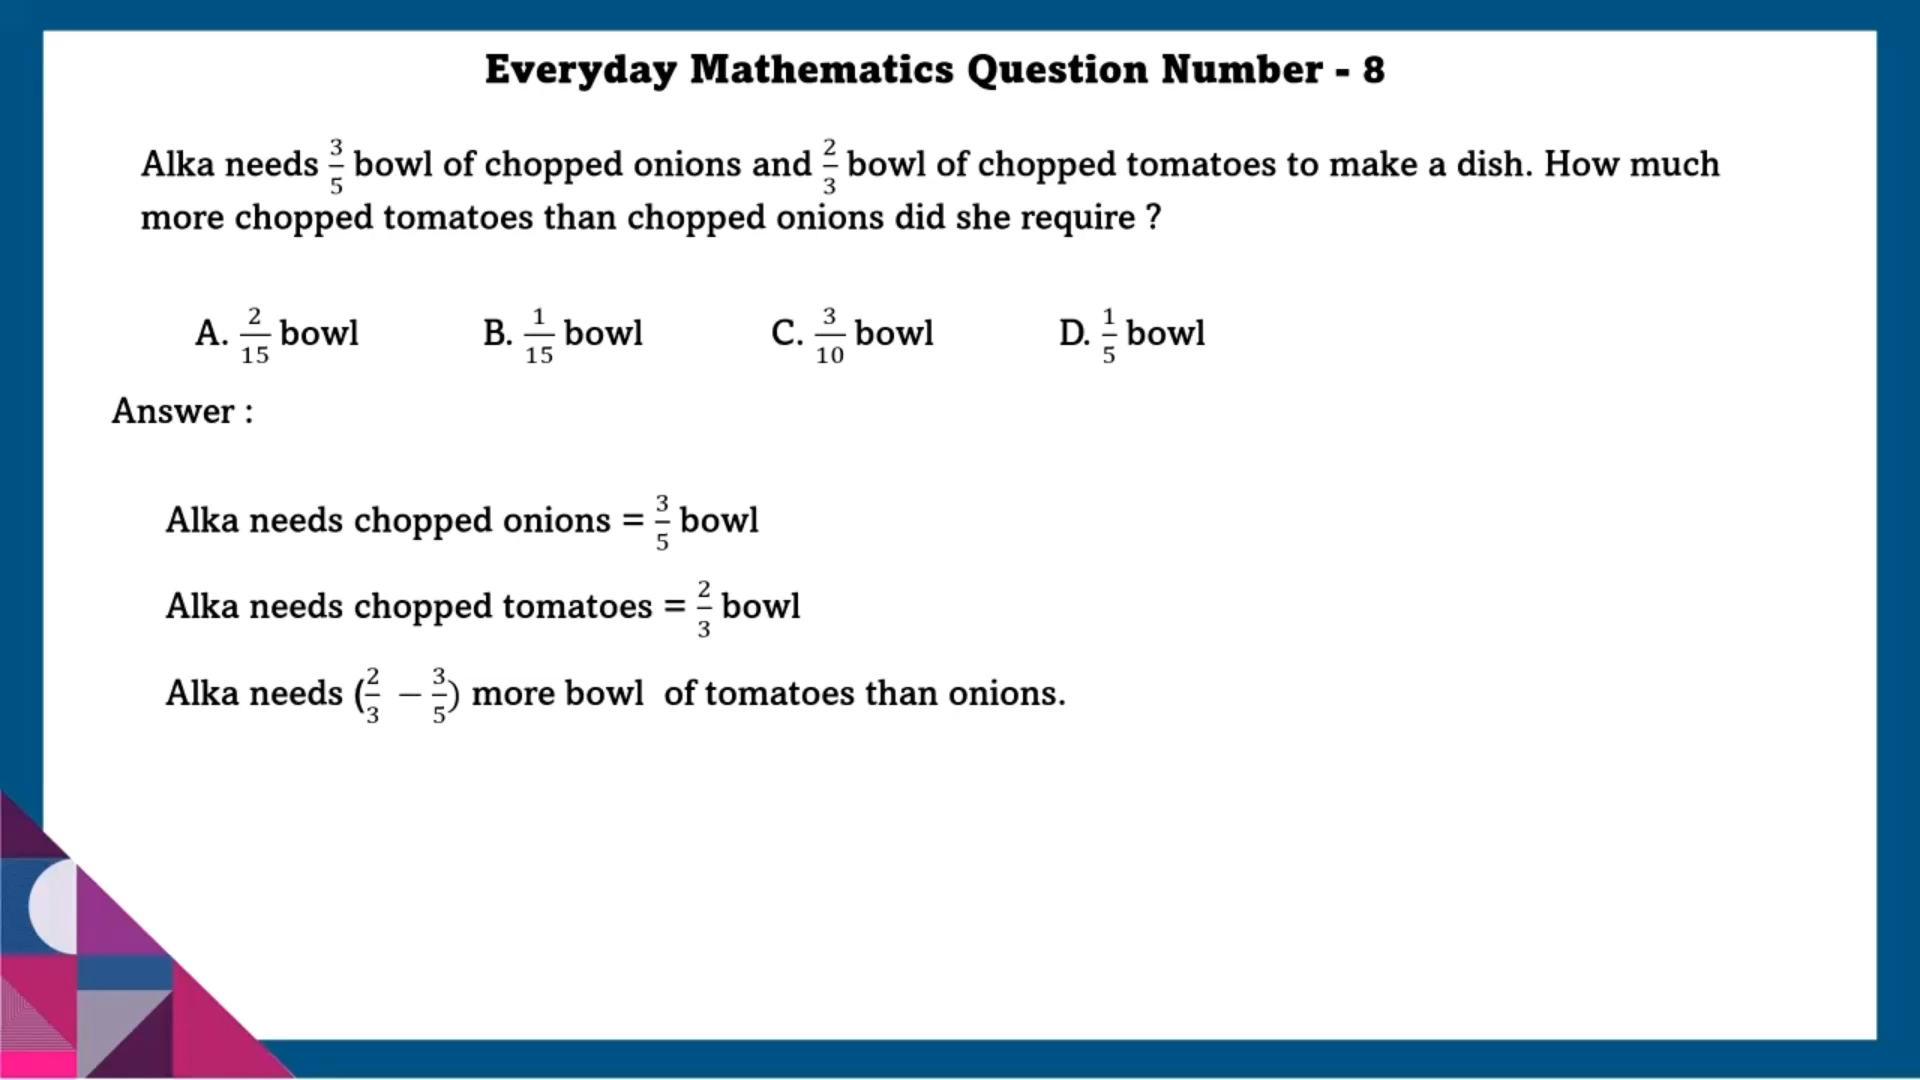 Everyday Mathematics Question Number - 8
Alka needs 3/5 bowl of chopped onions and 2/3 bowl of chopped tomatoes to make a dish. How much
more chopped tomatoes than chopped onions did she require ?
A. 2/15 bowl B. 1/15 bowl C. 3/10 bowl D. 1/5 bowl
Answer :
Alka needs chopped onions = 3/5 bowl
Alka needs chopped tomatoes = 2/3 bowl
Alka needs (2/3 − 3/5) more bowl of tomatoes than onions.